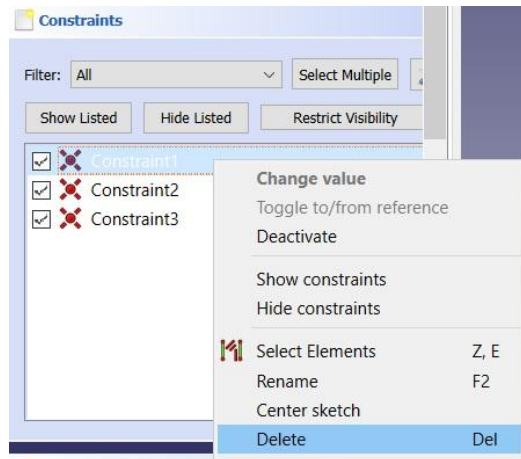 Constraints
Filter: All Select Multiple
Show Listed Hide Listed Restrict Visibility
Constraint1
Constraint2
Constraint3
Change value
Toggle to/from reference
Deactivate
Show constraints
Hide constraints
Select Elements Z, E
Rename F2
Center sketch
Delete Del